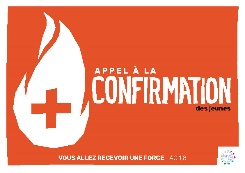 APPEL À LA
CONFIRMATION
des jeunes
VOUS ALLEZ RECEVOIR UNE FORCE